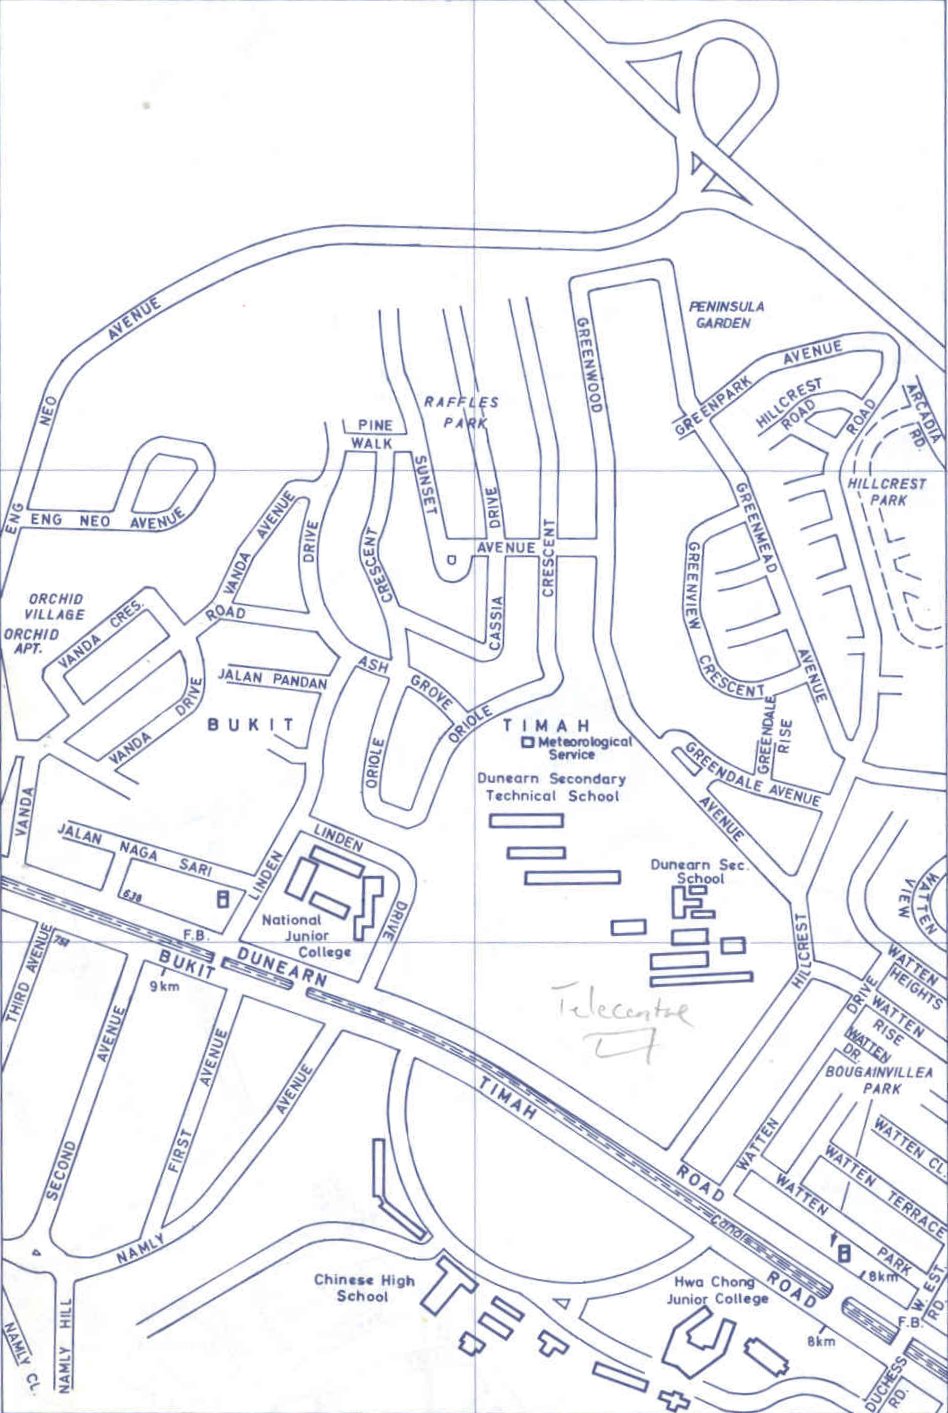 AVENUE
NEO
ENG
PENINSULA
GARDEN
GREENWOOD
AVENUE
GREENPARK
HILLCREST
ROAD
ROAD
ARCADIA
RD.
RAFFLES
PARK
PINE
WALK
SUNSET
DRIVE
HILLCREST
PARK
ENG NEO AVENUE
VANDA AVENUE
DRIVE
CRESCENT
AVENUE
CRESCENT
GREENMEAD
GREENVIEW
ORCHID
VILLAGE
ORCHID
APT.
VANDA CRES.
ROAD
CASSIA
ASH
GROVE
CRESCENT
AVENUE
JALAN PANDAN
VANDA DRIVE
ORIOLE
ORIOLE
GREENDALE
RISE
BUKIT TIMAH
Meteorological
Service
GREENDALE AVENUE
AVENUE
Dunearn Secondary
Technical School
VANDA
JALAN NAGA SARI
LINDEN
LINDEN
DRIVE
638
Dunearn Sec.
School
WATTEN
VIEW
National
Junior
College
F.B.
DUNEARN
BUKIT
THIRD AVENUE
751
9km
HILLCREST
WATTEN
HEIGHTS
DRIVE
WATTEN
RISE
WATTEN
DR.
Telecentre
BOUGAINVILLEA
PARK
SECOND AVENUE
FIRST AVENUE
AVENUE
NAMLY
TIMAH
ROAD
WATTEN
WATTEN CL.
WATTEN TERRACE
WATTEN PARK
Canal
ROAD
8km
W. EST.
RD.
F.B.
8km
Chinese High
School
Hwa Chong
Junior College
NAMLY HILL
NAMLY CL.
DUCHESS
RD.